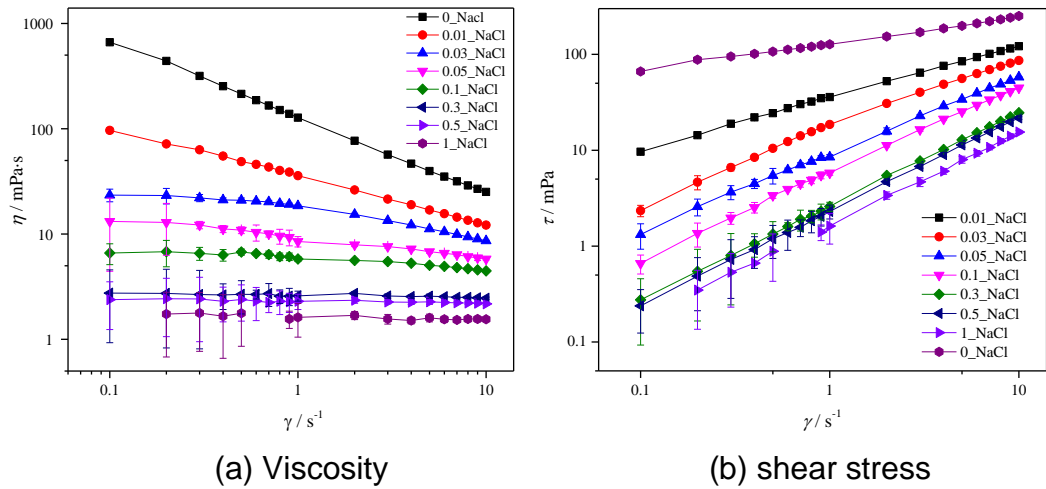 1000
100
10
1
η / mPa·s
0.1
1
10
γ / s⁻¹
0_Nacl
0.01_NaCl
0.03_NaCl
0.05_NaCl
0.1_NaCl
0.3_NaCl
0.5_NaCl
1_NaCl
(a) Viscosity
100
10
1
0.1
τ / mPa
0.1
1
10
γ / s⁻¹
0.01_NaCl
0.03_NaCl
0.05_NaCl
0.1_NaCl
0.3_NaCl
0.5_NaCl
1_NaCl
0_NaCl
(b) shear stress